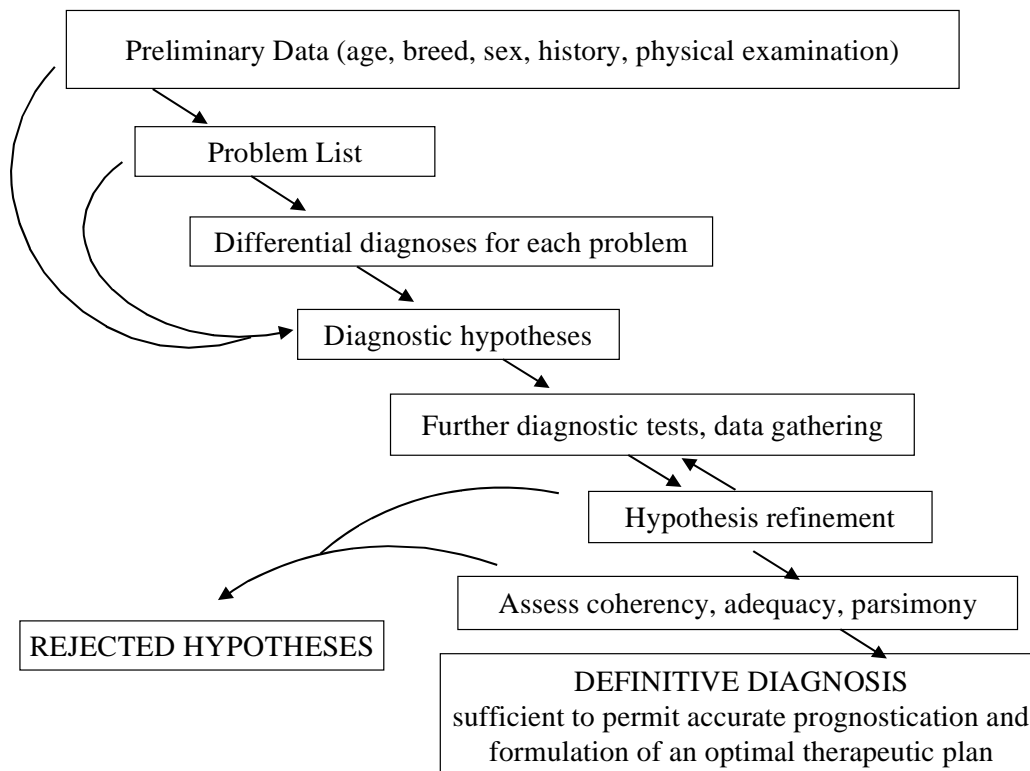 Preliminary Data (age, breed, sex, history, physical examination)
Problem List
Differential diagnoses for each problem
Diagnostic hypotheses
Further diagnostic tests, data gathering
Hypothesis refinement
Assess coherency, adequacy, parsimony
REJECTED HYPOTHESES
DEFINITIVE DIAGNOSIS
sufficient to permit accurate prognostication and
formulation of an optimal therapeutic plan